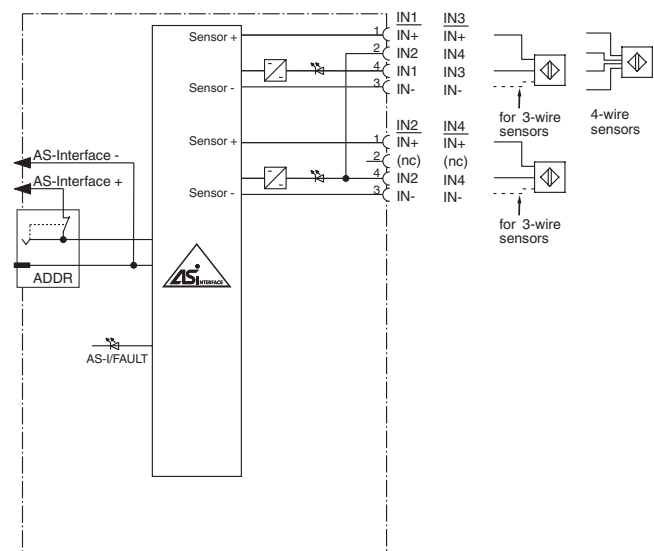 IN1 IN3
Sensor + 1 IN+ IN+
2 IN2 IN4
4 IN1 IN3
Sensor - 3 IN- IN-
for 3-wire
sensors
4-wire
sensors
IN2 IN4
Sensor + 1 IN+ IN+
2 (nc) (nc)
4 IN2 IN4
Sensor - 3 IN- IN-
for 3-wire
sensors
AS-Interface -
AS-Interface +
ADDR
ASi INTERFACE
AS-I/FAULT